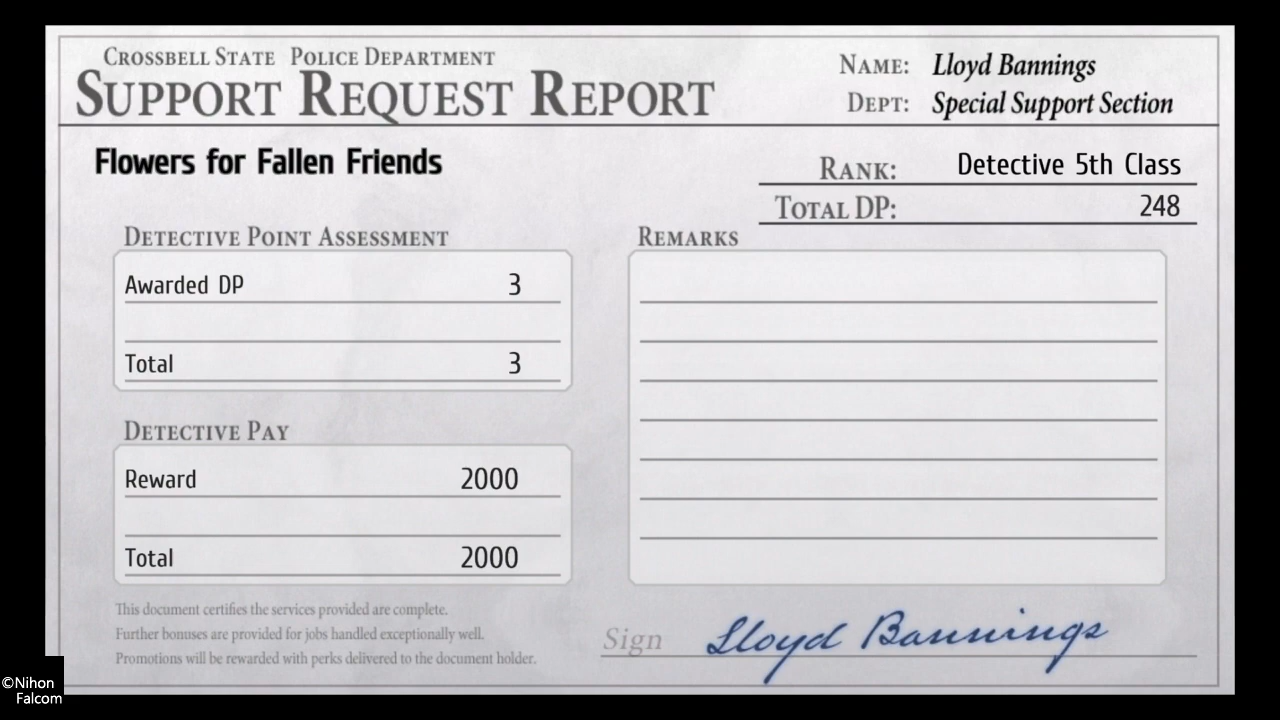 CROSSBELL STATE POLICE DEPARTMENT
SUPPORT REQUEST REPORT
NAME: Lloyd Bannings
DEPT: Special Support Section
Flowers for Fallen Friends
RANK: Detective 5th Class
TOTAL DP: 248
DETECTIVE POINT ASSESSMENT
Awarded DP 3
Total 3
REMARKS
DETECTIVE PAY
Reward 2000
Total 2000
This document certifies the services provided are complete.
Further bonuses are provided for jobs handled exceptionally well.
Promotions will be rewarded with perks delivered to the document holder.
Sign Lloyd Bannings
©Nihon
Falcom